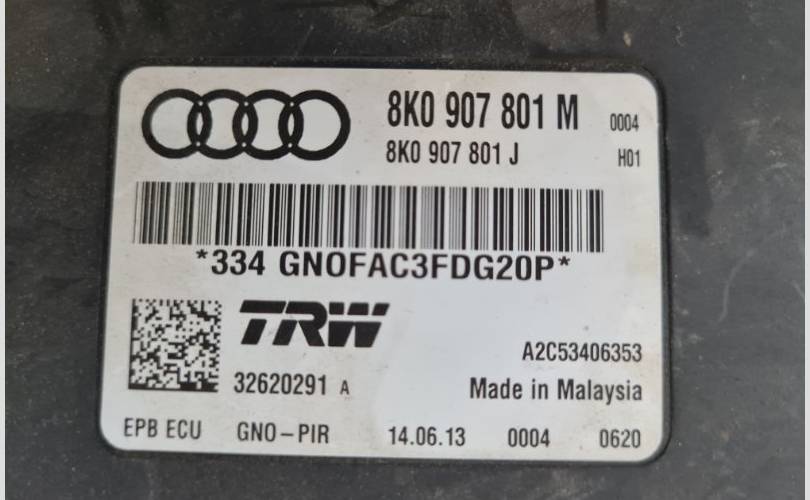 8K0 907 801 M 0004
8K0 907 801 J H01
*334 GNOFAC3FDG20P*
TRW
A2C53406353
32620291 A Made in Malaysia
EPB ECU GNO-PIR 14.06.13 0004 0620